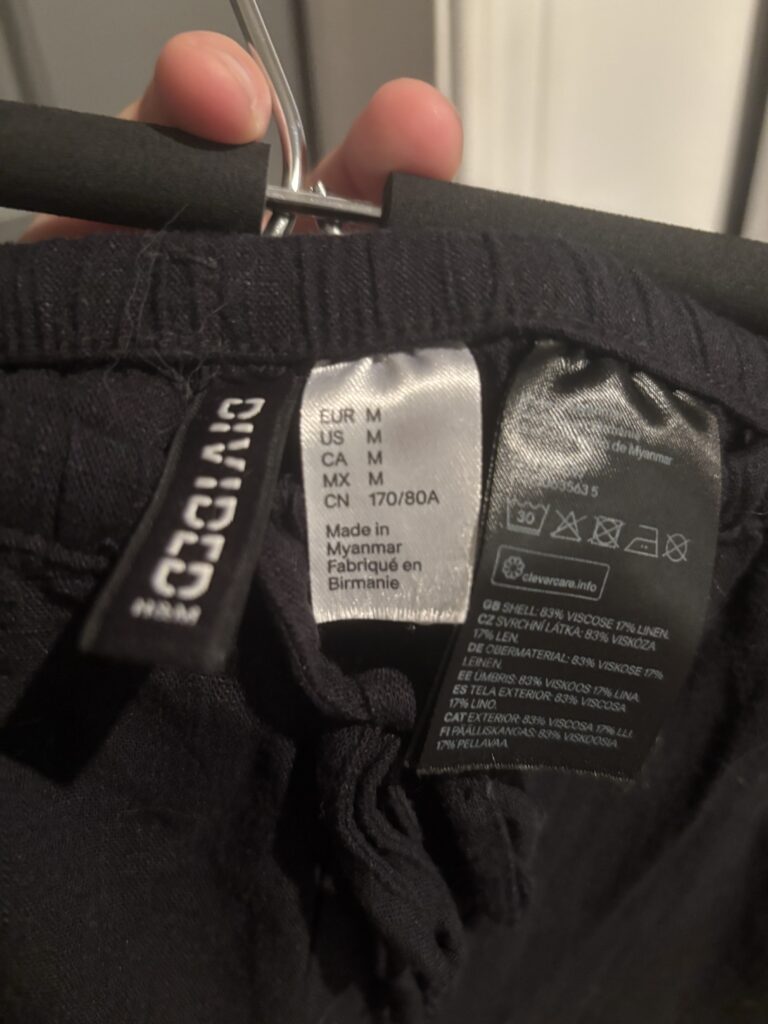 DIVIDED
H&M
EUR M
US M
CA M
MX M
CN 170/80A
Made in
Myanmar
Fabriqué en
Birmanie
de Myanmar
30
clevercare.info
GB SHELL: 83% VISCOSE 17% LINEN.
CZ SVRCHNÍ LÁTKA: 83% VISKÓZA
17% LEN.
DE OBERMATERIAL: 83% VISKOSE 17%
LEINEN.
EE ÜMBRIS: 83% VISKOOS 17% LINA.
ES TELA EXTERIOR: 83% VISCOSA
17% LINO.
CAT EXTERIOR: 83% VISCOSA 17% LLI.
FI PÄÄLLISKANGAS: 83% VISKOOSIA
17% PELLAVAA.